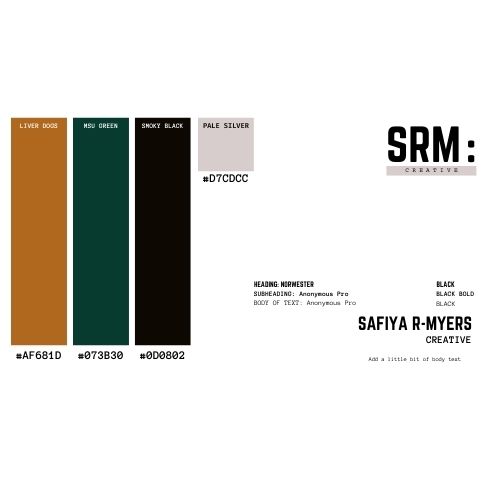 LIVER DOGS
MSU GREEN
SMOKY BLACK
PALE SILVER
#D7CDCC
#AF681D
#073B30
#0D0802
SRM:
CREATIVE
HEADING: NORWESTER BLACK
SUBHEADING: Anonymous Pro BLACK BOLD
BODY OF TEXT: Anonymous Pro BLACK
SAFIYA R-MYERS
CREATIVE
Add a little bit of body text